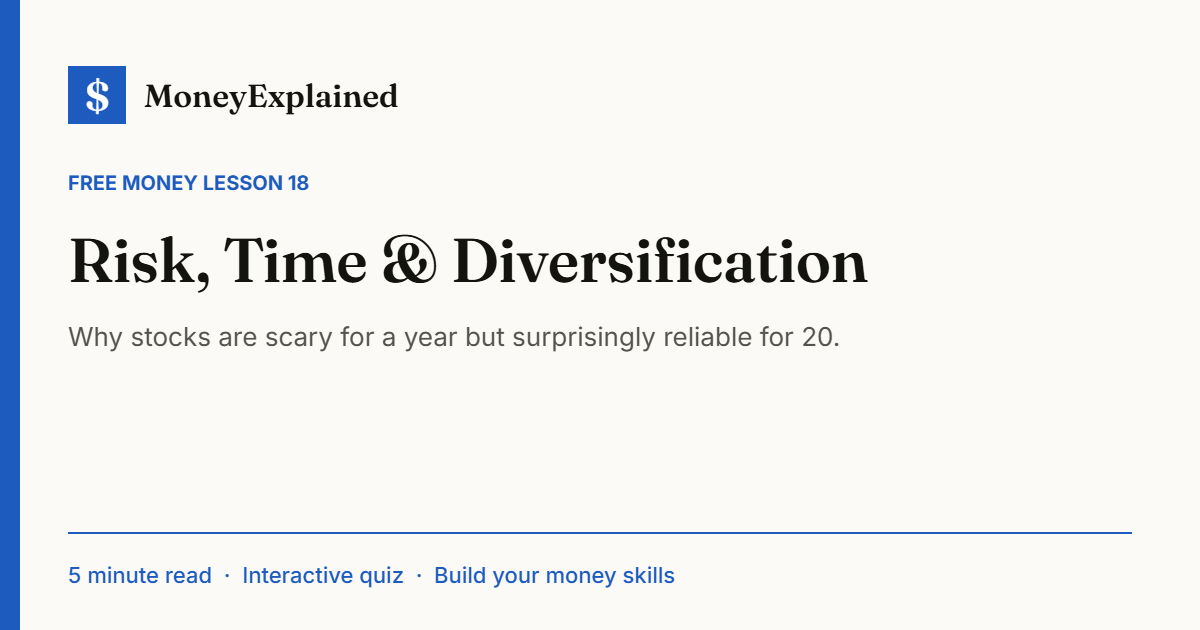 $ MoneyExplained
FREE MONEY LESSON 18
Risk, Time & Diversification
Why stocks are scary for a year but surprisingly reliable for 20.
5 minute read · Interactive quiz · Build your money skills